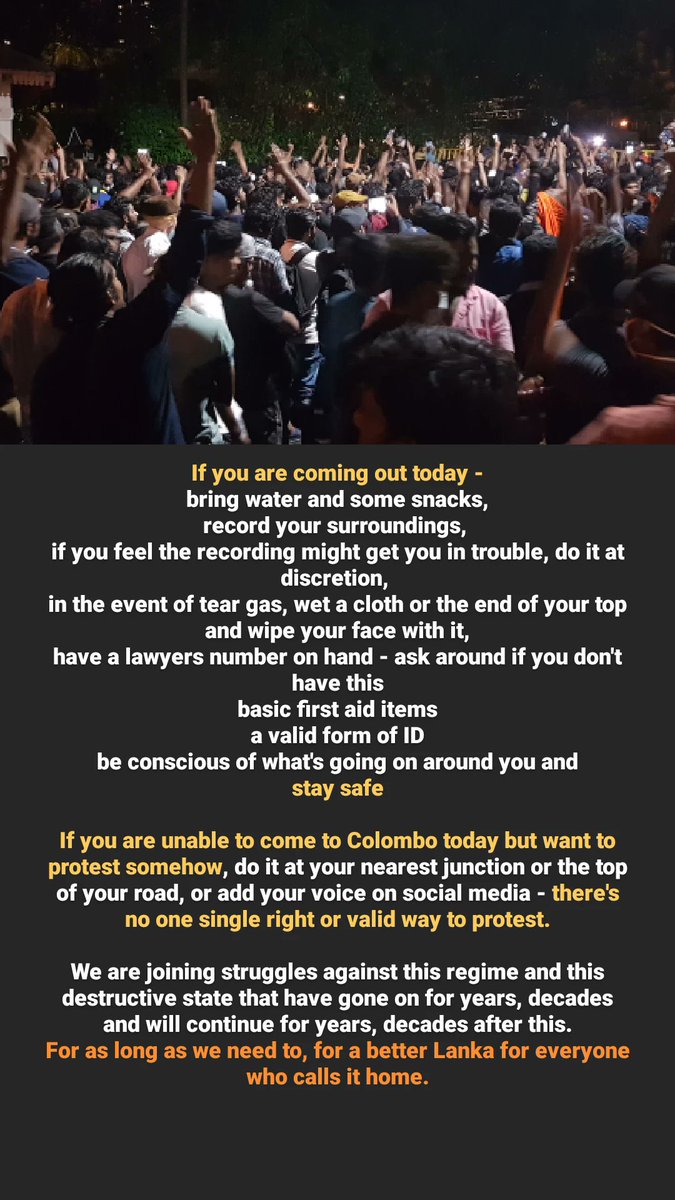 If you are coming out today -
bring water and some snacks,
record your surroundings,
if you feel the recording might get you in trouble, do it at
discretion,
in the event of tear gas, wet a cloth or the end of your top
and wipe your face with it,
have a lawyers number on hand - ask around if you don't
have this
basic first aid items
a valid form of ID
be conscious of what's going on around you and
stay safe
If you are unable to come to Colombo today but want to
protest somehow, do it at your nearest junction or the top
of your road, or add your voice on social media - there's
no one single right or valid way to protest.
We are joining struggles against this regime and this
destructive state that have gone on for years, decades
and will continue for years, decades after this.
For as long as we need to, for a better Lanka for everyone
who calls it home.